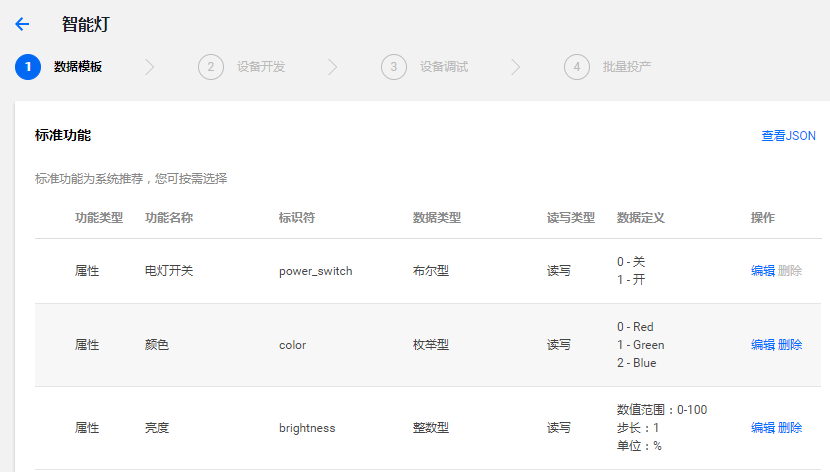 智能灯
1 数据模板 2 设备开发 3 设备调试 4 批量投产
标准功能 查看JSON
标准功能为系统推荐，您可按需选择
功能类型 功能名称 标识符 数据类型 读写类型 数据定义 操作
属性 电灯开关 power_switch 布尔型 读写 0 - 关 编辑 删除
1 - 开
属性 颜色 color 枚举型 读写 0 - Red 编辑 删除
1 - Green
2 - Blue
属性 亮度 brightness 整数型 读写 数值范围：0-100 编辑 删除
步长：1
单位：%